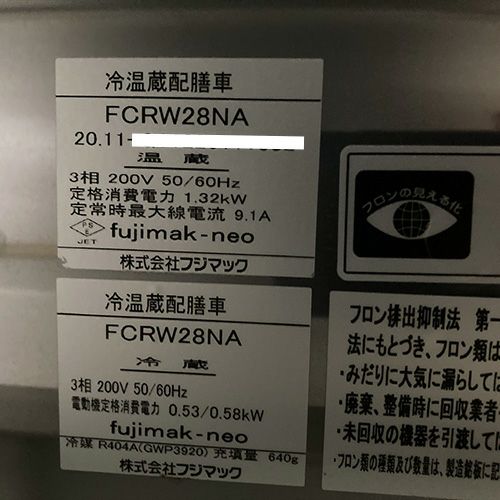 冷温蔵配膳車
FCRW28NA
20.11-
温 蔵
3相 200V 50/60Hz
定格消費電力 1.32kW
定常時最大線電流 9.1A
PS
E
JET
fujimak-neo
株式会社フジマック
フロンの見える化
冷温蔵配膳車
FCRW28NA
冷 蔵
3相 200V 50/60Hz
電動機定格消費電力 0.53/0.58kW
fujimak-neo
冷媒 R404A(GWP3920) 充填量 640g
株式会社フジマック
フロン排出抑制法 第一
法にもとづき、フロン類は
・みだりに大気に漏らしては
・廃棄、整備時に回収業者
・未回収の機器を引渡しては
・フロン類の種類及び数量は、製造銘板に記